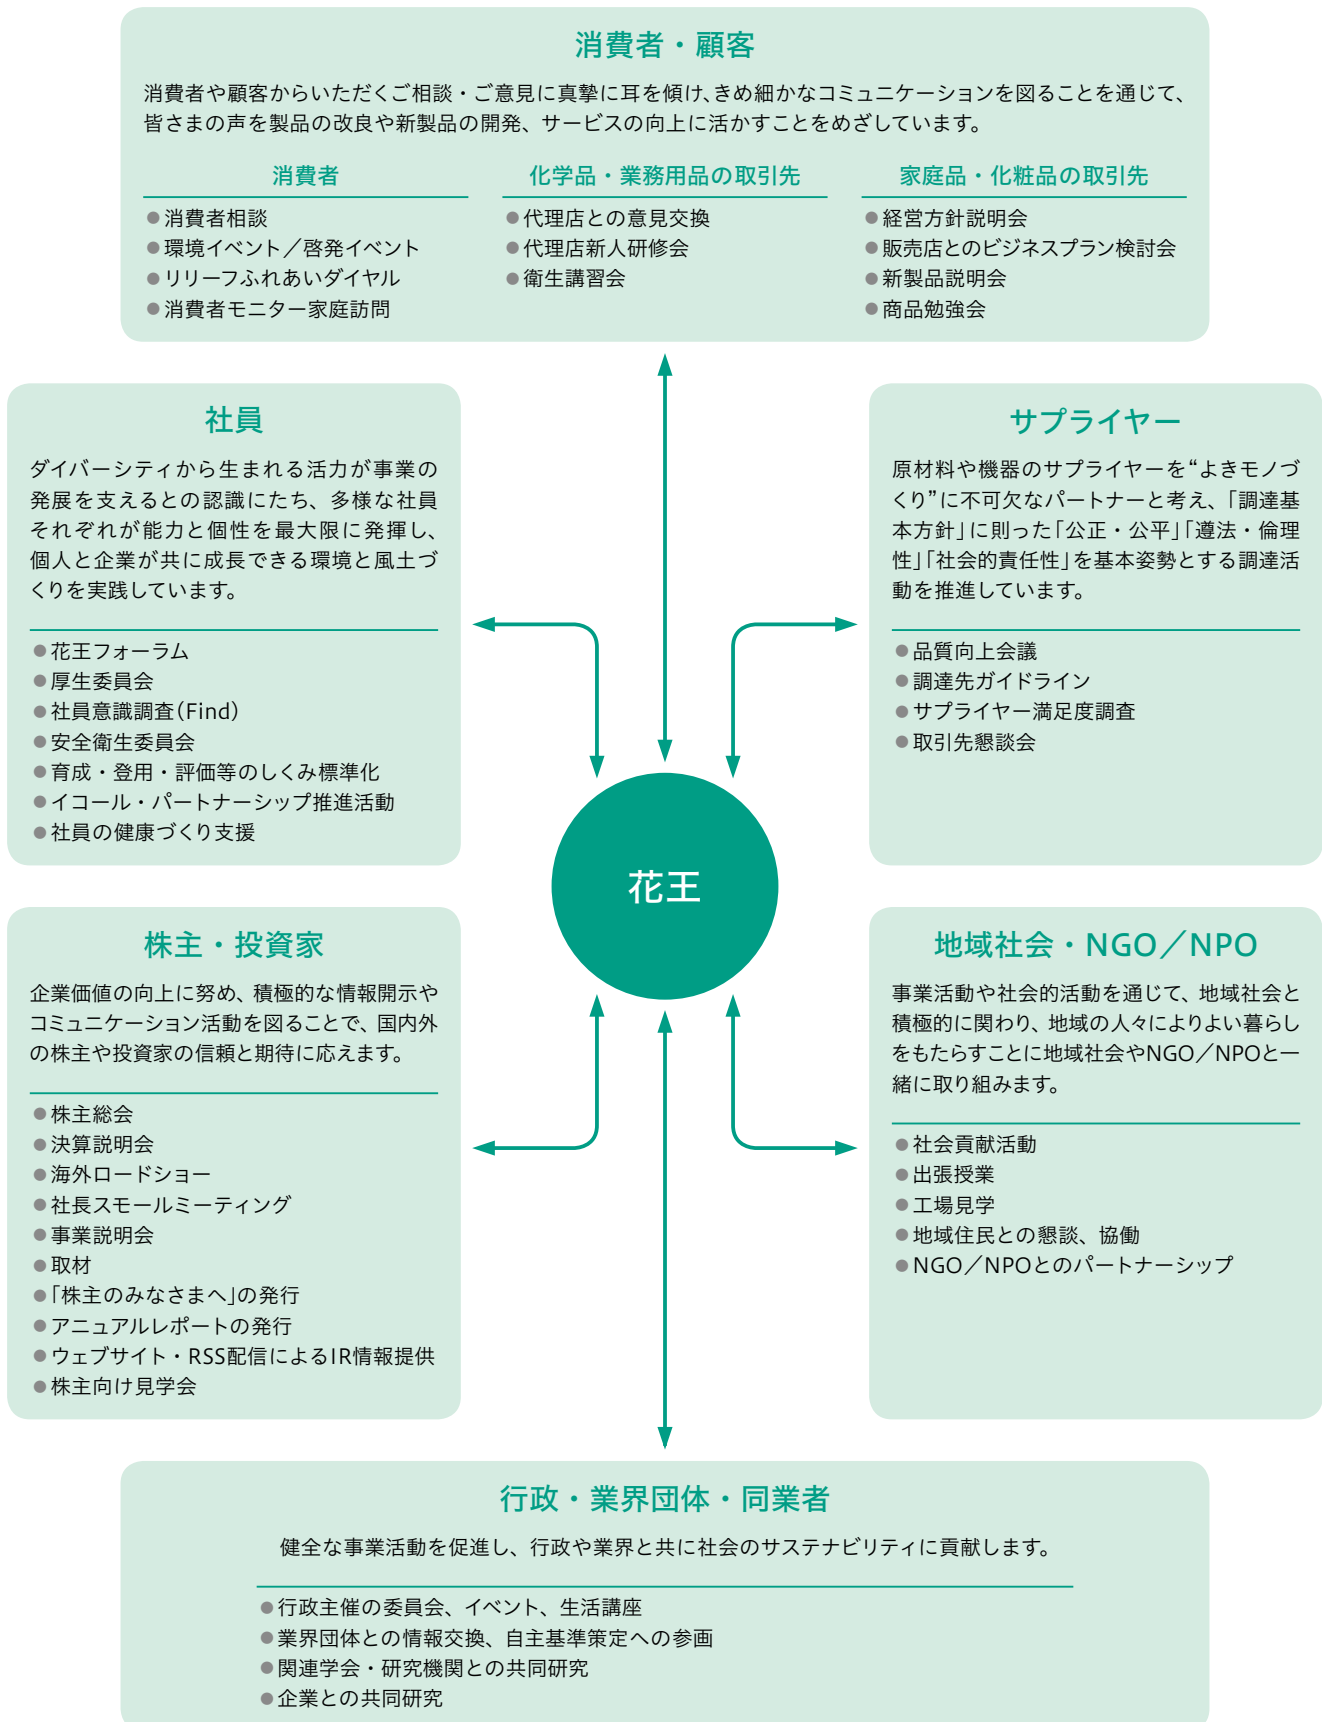 消費者・顧客
消費者や顧客からいただくご相談・ご意見に真摯に耳を傾け、きめ細かなコミュニケーションを図ることを通じて、
皆さまの声を製品の改良や新製品の開発、サービスの向上に活かすことをめざしています。
消費者
●消費者相談
●環境イベント／啓発イベント
●リリーフふれあいダイヤル
●消費者モニター家庭訪問
化学品・業務用品の取引先
●代理店との意見交換
●代理店新人研修会
●衛生講習会
家庭品・化粧品の取引先
●経営方針説明会
●販売店とのビジネスプラン検討会
●新製品説明会
●商品勉強会
社員
ダイバーシティから生まれる活力が事業の
発展を支えるとの認識にたち、多様な社員
それぞれが能力と個性を最大限に発揮し、
個人と企業が共に成長できる環境と風土づ
くりを実践しています。
●花王フォーラム
●厚生委員会
●社員意識調査（Find）
●安全衛生委員会
●育成・登用・評価等のしくみ標準化
●イコール・パートナーシップ推進活動
●社員の健康づくり支援
サプライヤー
原材料や機器のサプライヤーを“よきモノづ
くり”に不可欠なパートナーと考え、「調達基
本方針」に則った「公正・公平」「遵法・倫理
性」「社会的責任性」を基本姿勢とする調達活
動を推進しています。
●品質向上会議
●調達先ガイドライン
●サプライヤー満足度調査
●取引先懇談会
花王
株主・投資家
企業価値の向上に努め、積極的な情報開示や
コミュニケーション活動を図ることで、国内外
の株主や投資家の信頼と期待に応えます。
●株主総会
●決算説明会
●海外ロードショー
●社長スモールミーティング
●事業説明会
●取材
●「株主のみなさまへ」の発行
●アニュアルレポートの発行
●ウェブサイト・RSS配信によるIR情報提供
●株主向け見学会
地域社会・NGO／NPO
事業活動や社会的活動を通じて、地域社会と
積極的に関わり、地域の人々によりよい暮らし
をもたらすことに地域社会やNGO／NPOと一
緒に取り組みます。
●社会貢献活動
●出張授業
●工場見学
●地域住民との懇談、協働
●NGO／NPOとのパートナーシップ
行政・業界団体・同業者
健全な事業活動を促進し、行政や業界と共に社会のサステナビリティに貢献します。
●行政主催の委員会、イベント、生活講座
●業界団体との情報交換、自主基準策定への参画
●関連学会・研究機関との共同研究
●企業との共同研究